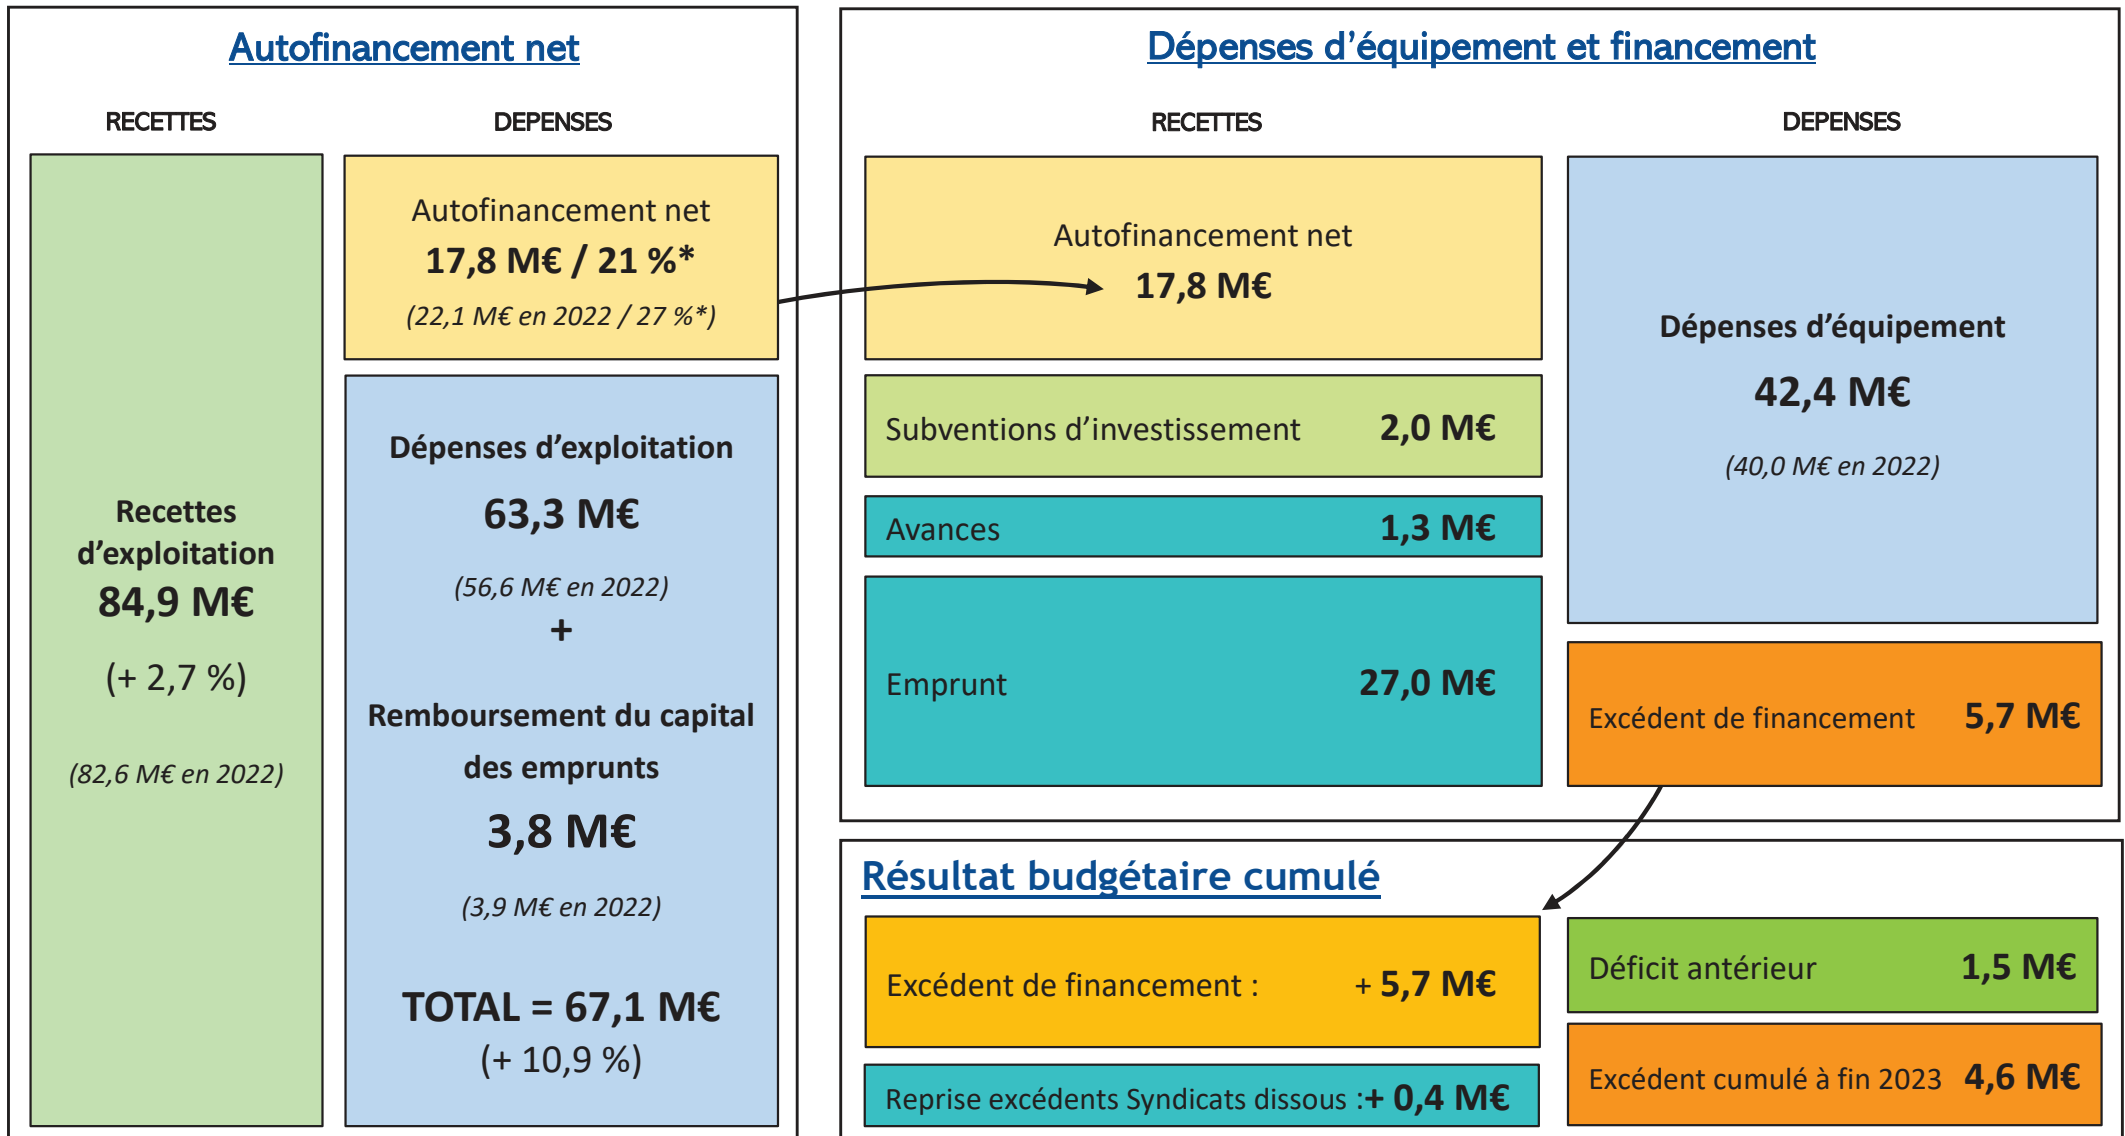 Autofinancement net
RECETTES
DEPENSES
Recettes
d'exploitation
84,9 M€
(+ 2,7 %)
(82,6 M€ en 2022)
Autofinancement net
17,8 M€ / 21 %*
(22,1 M€ en 2022 / 27 %*)
Dépenses d'exploitation
63,3 M€
(56,6 M€ en 2022)
+
Remboursement du capital
des emprunts
3,8 M€
(3,9 M€ en 2022)
TOTAL = 67,1 M€
(+ 10,9 %)
Dépenses d'équipement et financement
RECETTES
DEPENSES
Autofinancement net
17,8 M€
Subventions d'investissement 2,0 M€
Avances 1,3 M€
Emprunt 27,0 M€
Dépenses d'équipement
42,4 M€
(40,0 M€ en 2022)
Excédent de financement 5,7 M€
Résultat budgétaire cumulé
Excédent de financement : + 5,7 M€
Reprise excédents Syndicats dissous :+ 0,4 M€
Déficit antérieur 1,5 M€
Excédent cumulé à fin 2023 4,6 M€